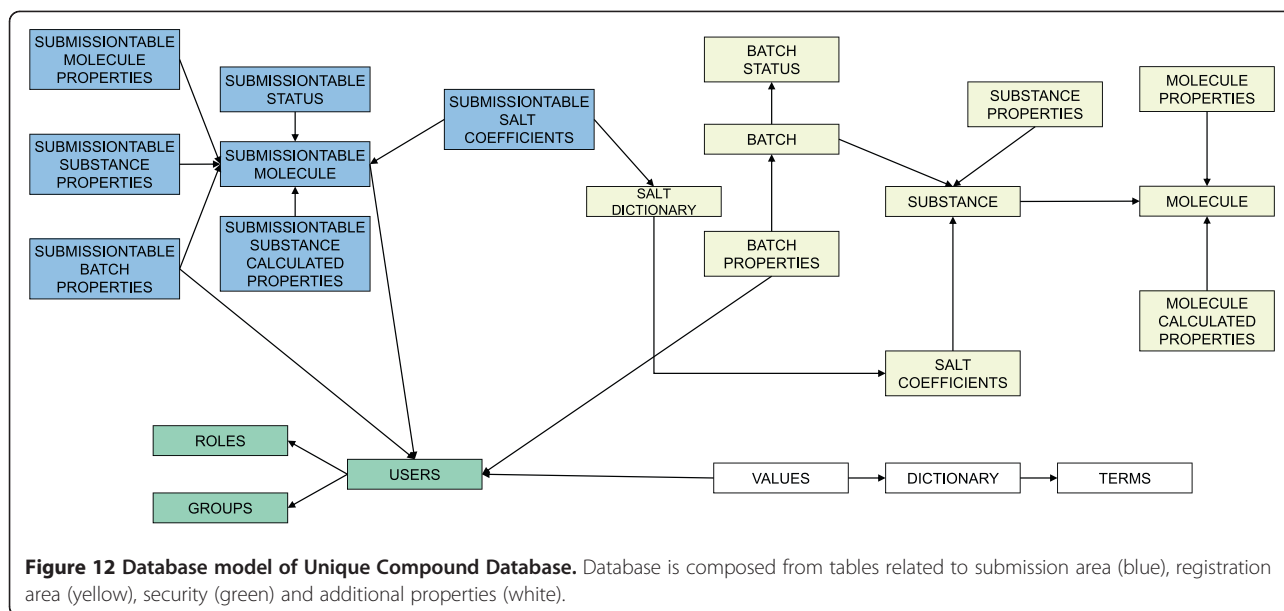 SUBMISSIONTABLE
MOLECULE
PROPERTIES
SUBMISSIONTABLE
STATUS
SUBMISSIONTABLE
SALT
COEFFICIENTS
SUBMISSIONTABLE
SUBSTANCE
PROPERTIES
SUBMISSIONTABLE
MOLECULE
SUBMISSIONTABLE
BATCH
PROPERTIES
SUBMISSIONTABLE
SUBSTANCE
CALCULATED
PROPERTIES
BATCH
STATUS
BATCH
SUBSTANCE
PROPERTIES
MOLECULE
PROPERTIES
SALT
DICTIONARY
SUBSTANCE
MOLECULE
BATCH
PROPERTIES
MOLECULE
CALCULATED
PROPERTIES
SALT
COEFFICIENTS
ROLES
USERS
GROUPS
VALUES
DICTIONARY
TERMS
Figure 12 Database model of Unique Compound Database. Database is composed from tables related to submission area (blue), registration
area (yellow), security (green) and additional properties (white).